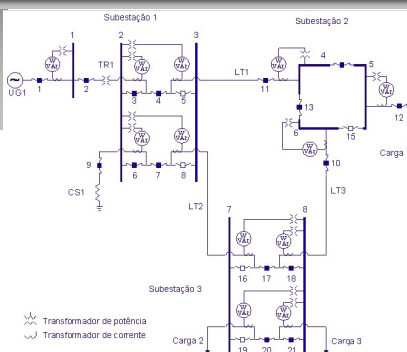 Subestação 1
Subestação 2
1
2
3
4
5
TR1
W
VAr
LT1
UG1
1
2
3
4
5
11
13
12
6
15
Carga
9
6
7
8
10
CS1
LT2
LT3
7
8
16
17
18
Subestação 3
Transformador de potência
Transformador de corrente
Carga 2
19
20
21
Carga 3